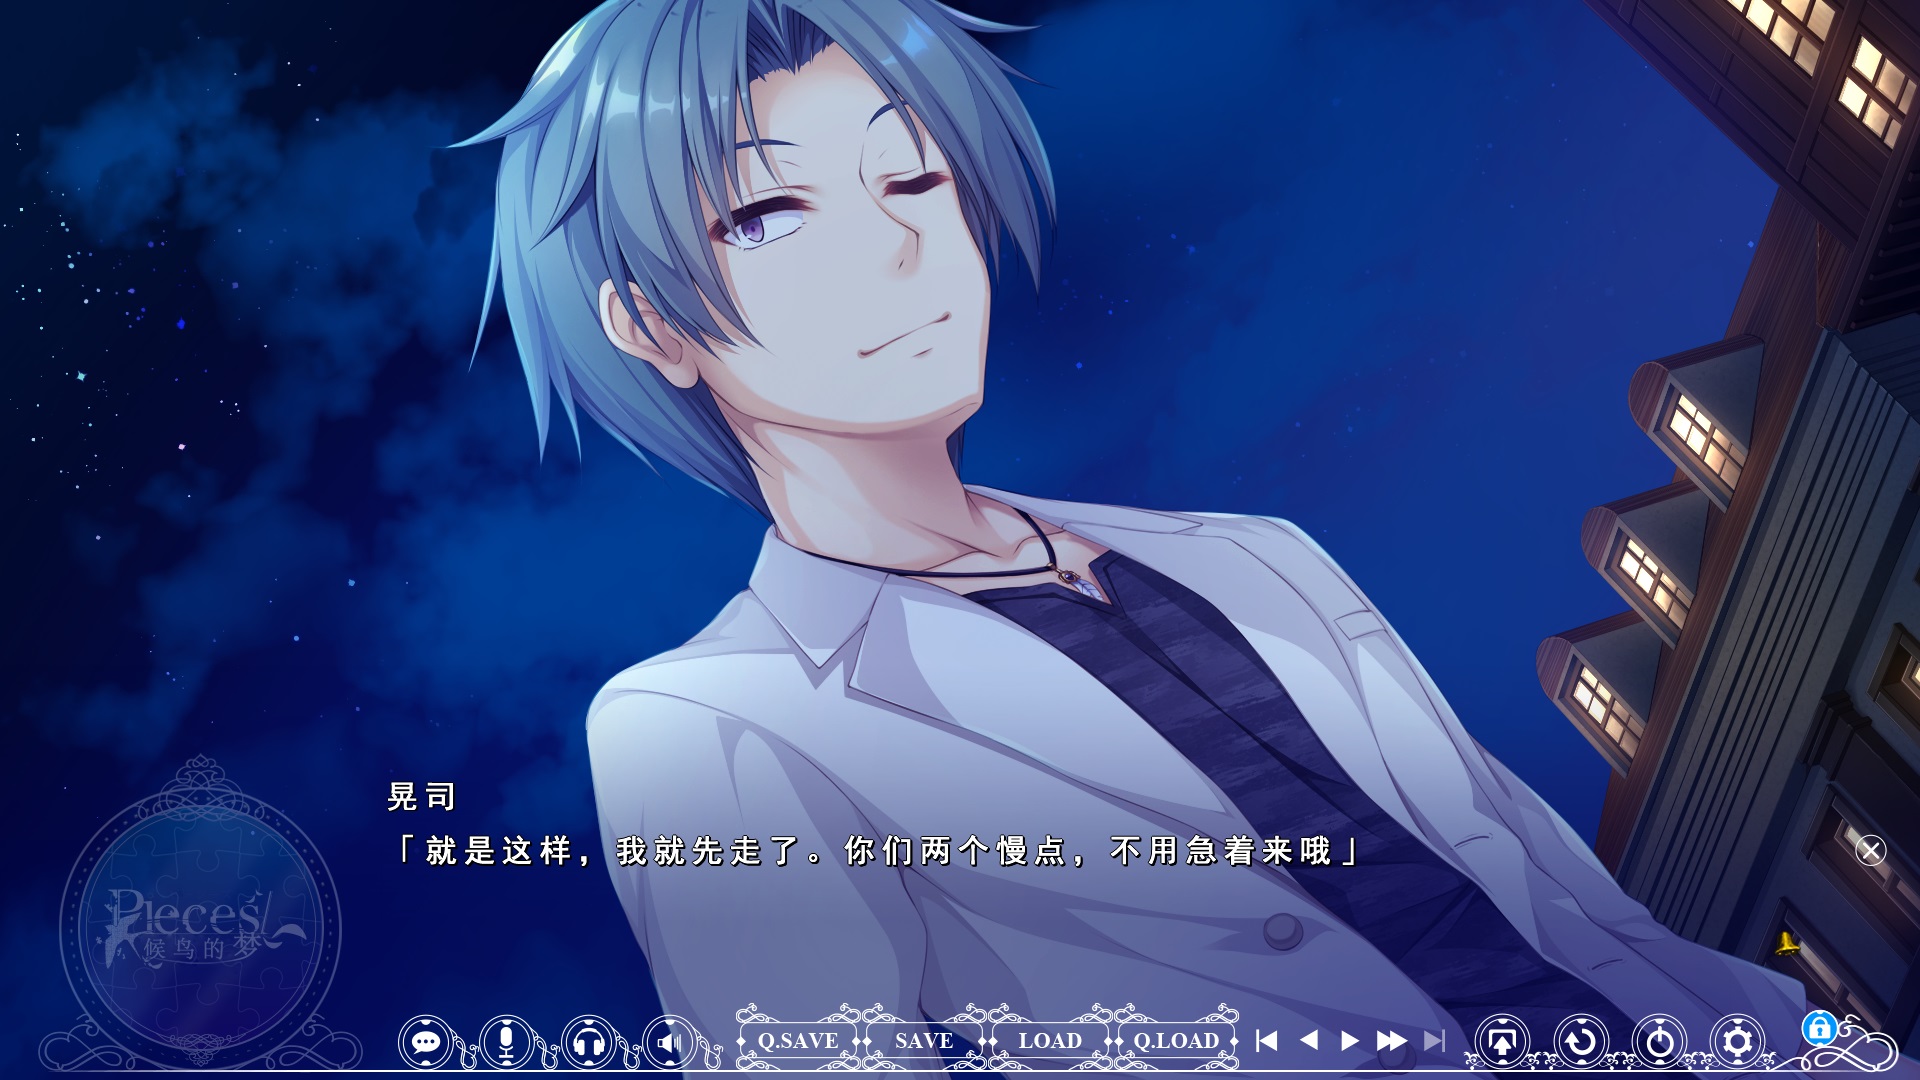 晃司
「就是这样，我就先走了。你们两个慢点，不用急着来哦」
Pieces/
候鸟的梦
Q.SAVE
SAVE
LOAD
Q.LOAD